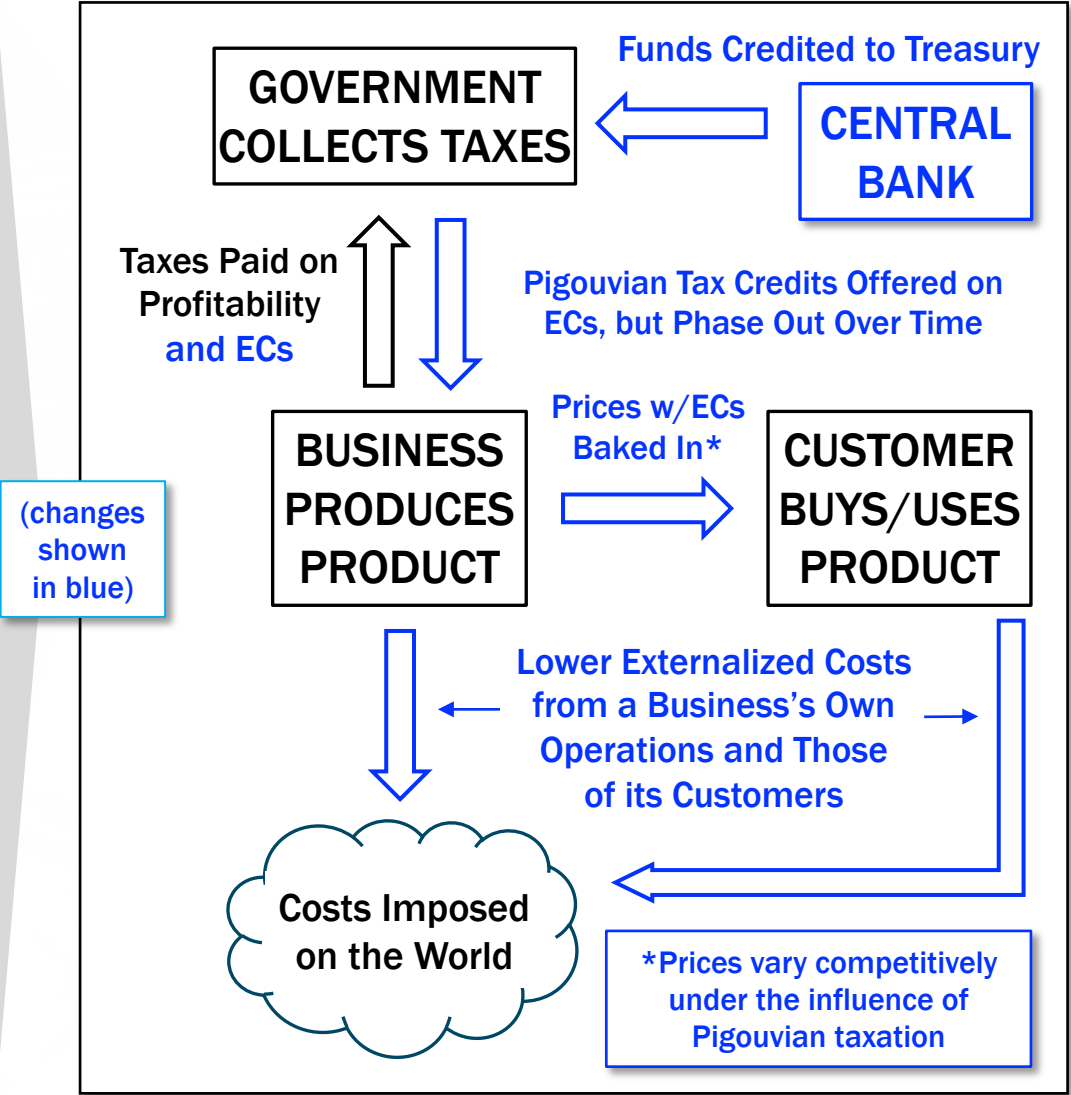 Funds Credited to Treasury
GOVERNMENT
COLLECTS TAXES
CENTRAL
BANK
Taxes Paid on
Profitability
and ECs
Pigouvian Tax Credits Offered on
ECs, but Phase Out Over Time
BUSINESS
PRODUCES
PRODUCT
Prices w/ECs
Baked In*
CUSTOMER
BUYS/USES
PRODUCT
(changes
shown
in blue)
Lower Externalized Costs
from a Business's Own
Operations and Those
of its Customers
Costs Imposed
on the World
*Prices vary competitively
under the influence of
Pigouvian taxation